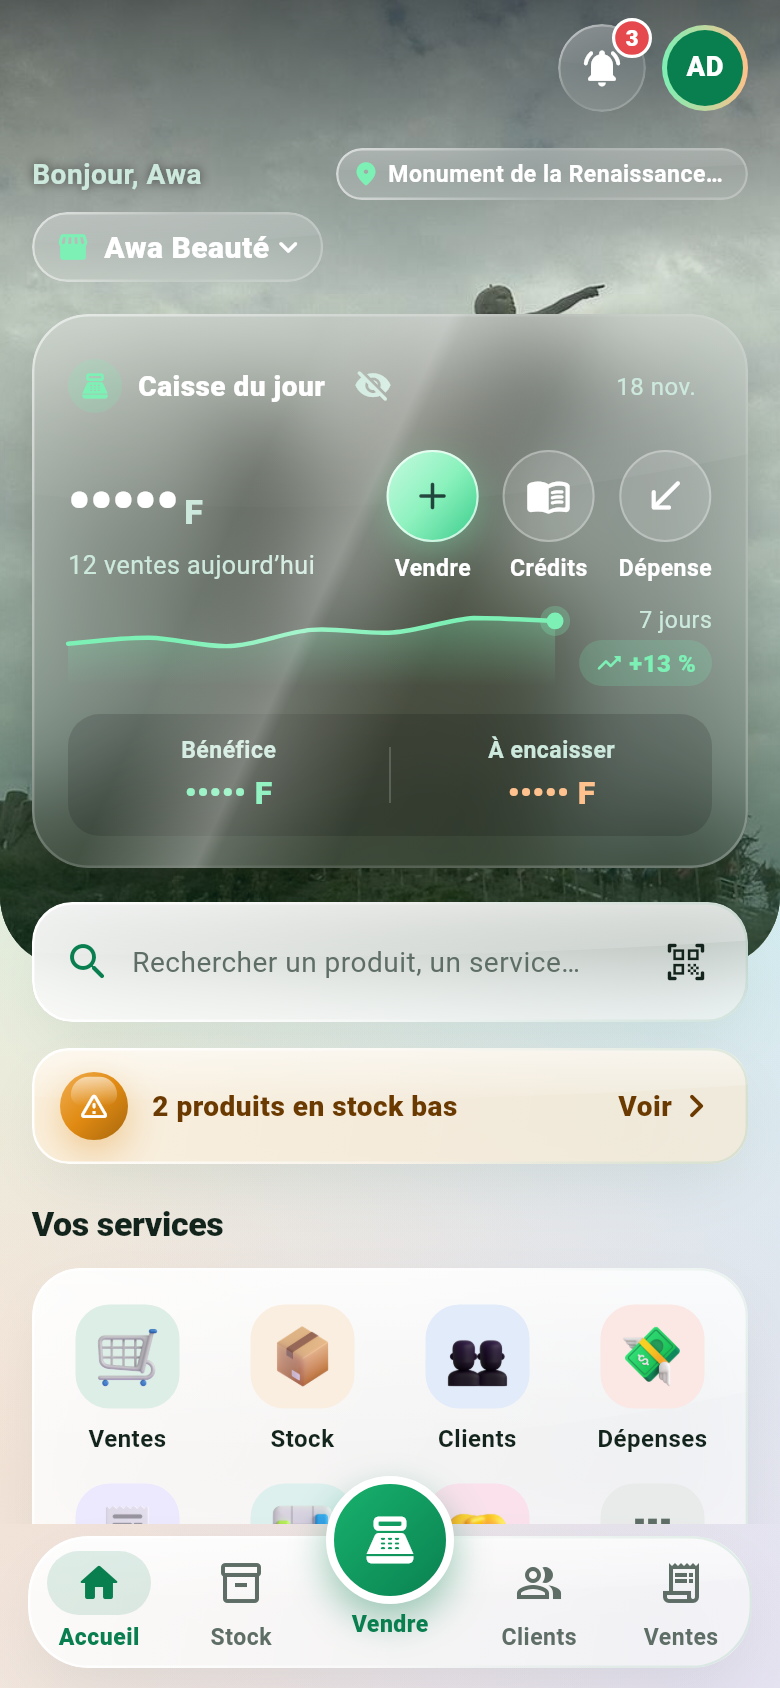 3
AD
Bonjour, Awa
Monument de la Renaissance…
Awa Beauté
Caisse du jour
18 nov.
••••• F
12 ventes aujourd’hui
Vendre
Crédits
Dépense
7 jours
+13 %
Bénéfice
••••• F
À encaisser
••••• F
Rechercher un produit, un service…
2 produits en stock bas
Voir
Vos services
Ventes
Stock
Clients
Dépenses
Accueil
Stock
Vendre
Clients
Ventes